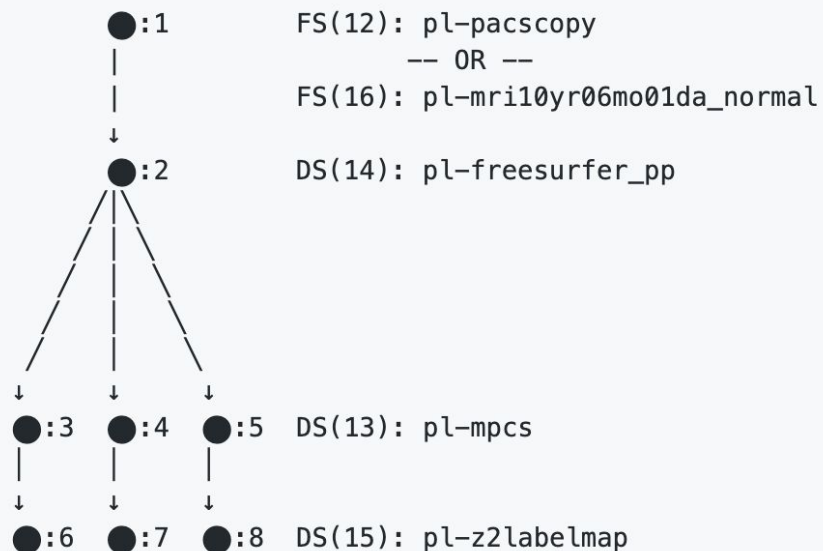 :1 FS(12): pl-pacscopy
-- OR --
FS(16): pl-mri10yr06mo01da_normal
:2 DS(14): pl-freesurfer_pp
:3 :4 :5 DS(13): pl-mpcs
:6 :7 :8 DS(15): pl-z2labelmap